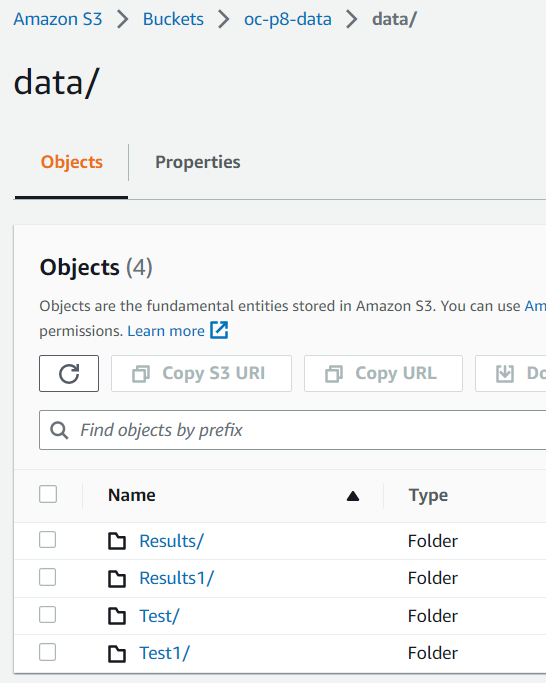 Amazon S3 > Buckets > oc-p8-data > data/
data/
Objects Properties
Objects (4)
Objects are the fundamental entities stored in Amazon S3. You can use Am
permissions. Learn more
Copy S3 URI Copy URL Do
Find objects by prefix
Name Type
Results/ Folder
Results1/ Folder
Test/ Folder
Test1/ Folder